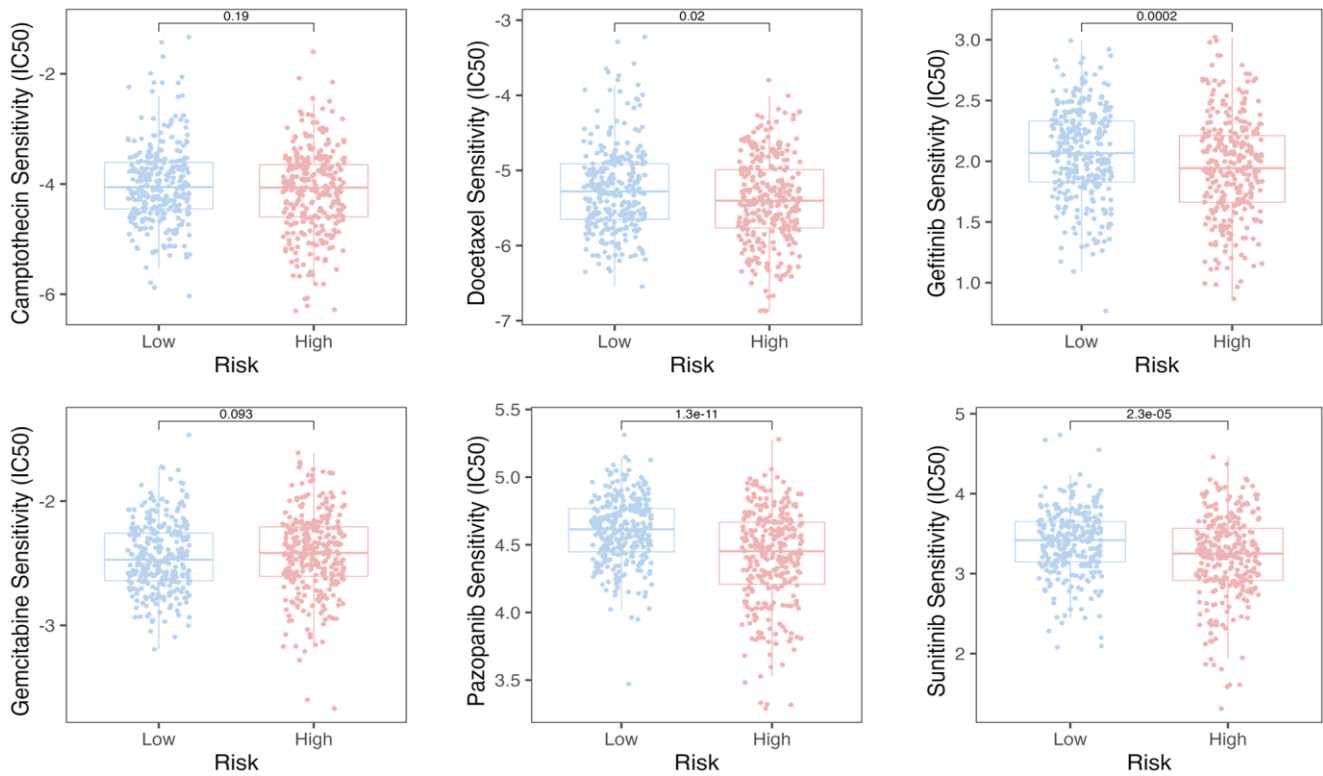 Camptothecin Sensitivity (IC50)
0.19
-2
-4
-6
Low High
Risk
Docetaxel Sensitivity (IC50)
0.02
-3
-4
-5
-6
-7
Low High
Risk
Gefitinib Sensitivity (IC50)
0.0002
3.0
2.5
2.0
1.5
1.0
Low High
Risk
Gemcitabine Sensitivity (IC50)
0.093
-2
-3
Low High
Risk
Pazopanib Sensitivity (IC50)
1.3e-11
5.5
5.0
4.5
4.0
3.5
Low High
Risk
Sunitinib Sensitivity (IC50)
2.3e-05
5
4
3
2
Low High
Risk